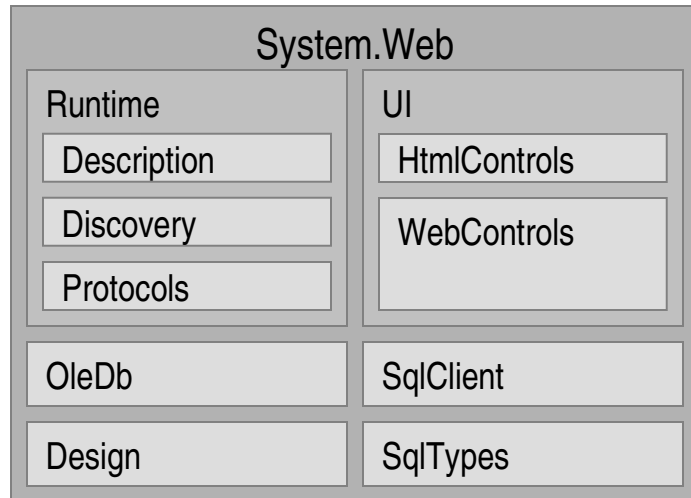 System.Web
Runtime
Description
Discovery
Protocols
UI
HtmlControls
WebControls
OleDb
SqlClient
Design
SqlTypes